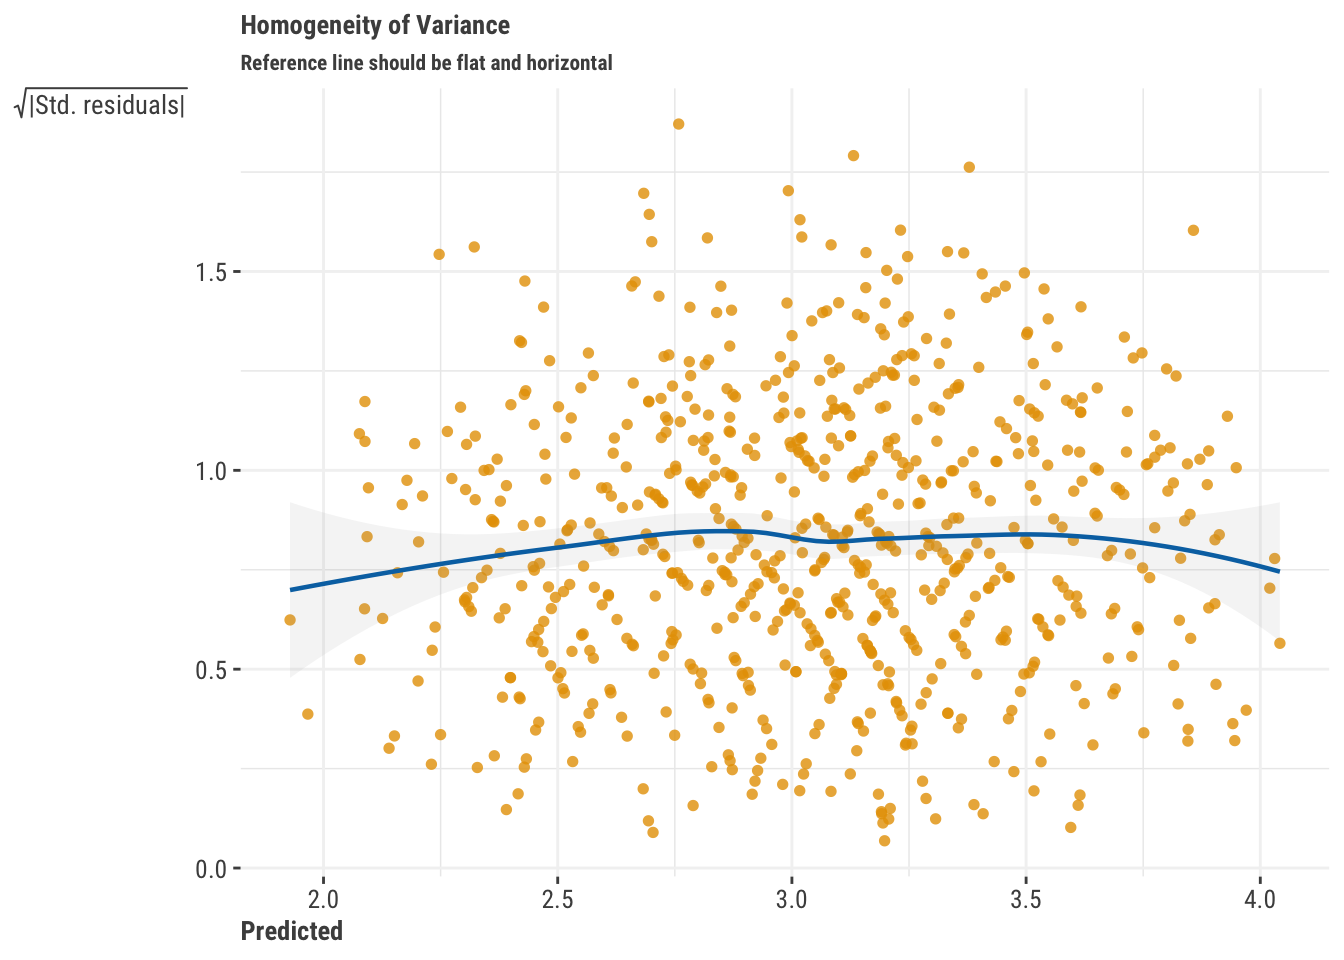 Homogeneity of Variance
Reference line should be flat and horizontal
√|Std. residuals|
1.5
1.0
0.5
0.0
2.0 2.5 3.0 3.5 4.0
Predicted